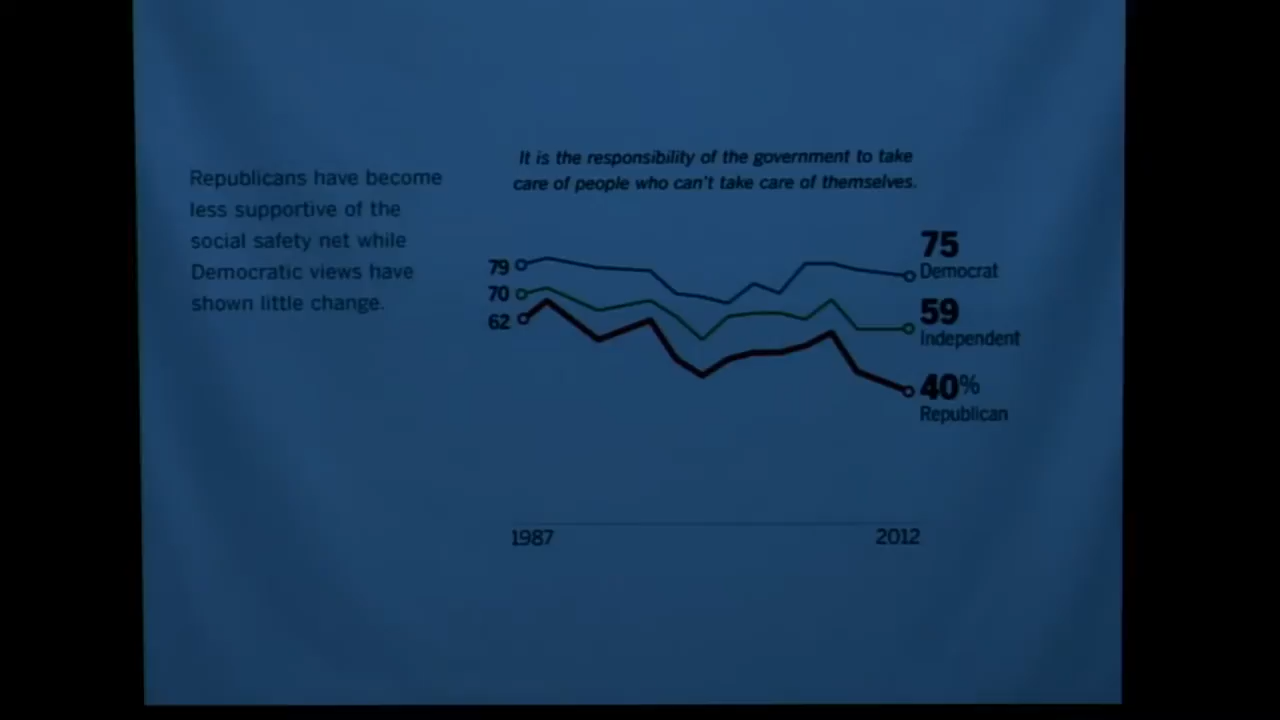 Republicans have become
less supportive of the
social safety net while
Democratic views have
shown little change.
It is the responsibility of the government to take
care of people who can't take care of themselves.
79
70
62
75
Democrat
59
Independent
40%
Republican
1987
2012